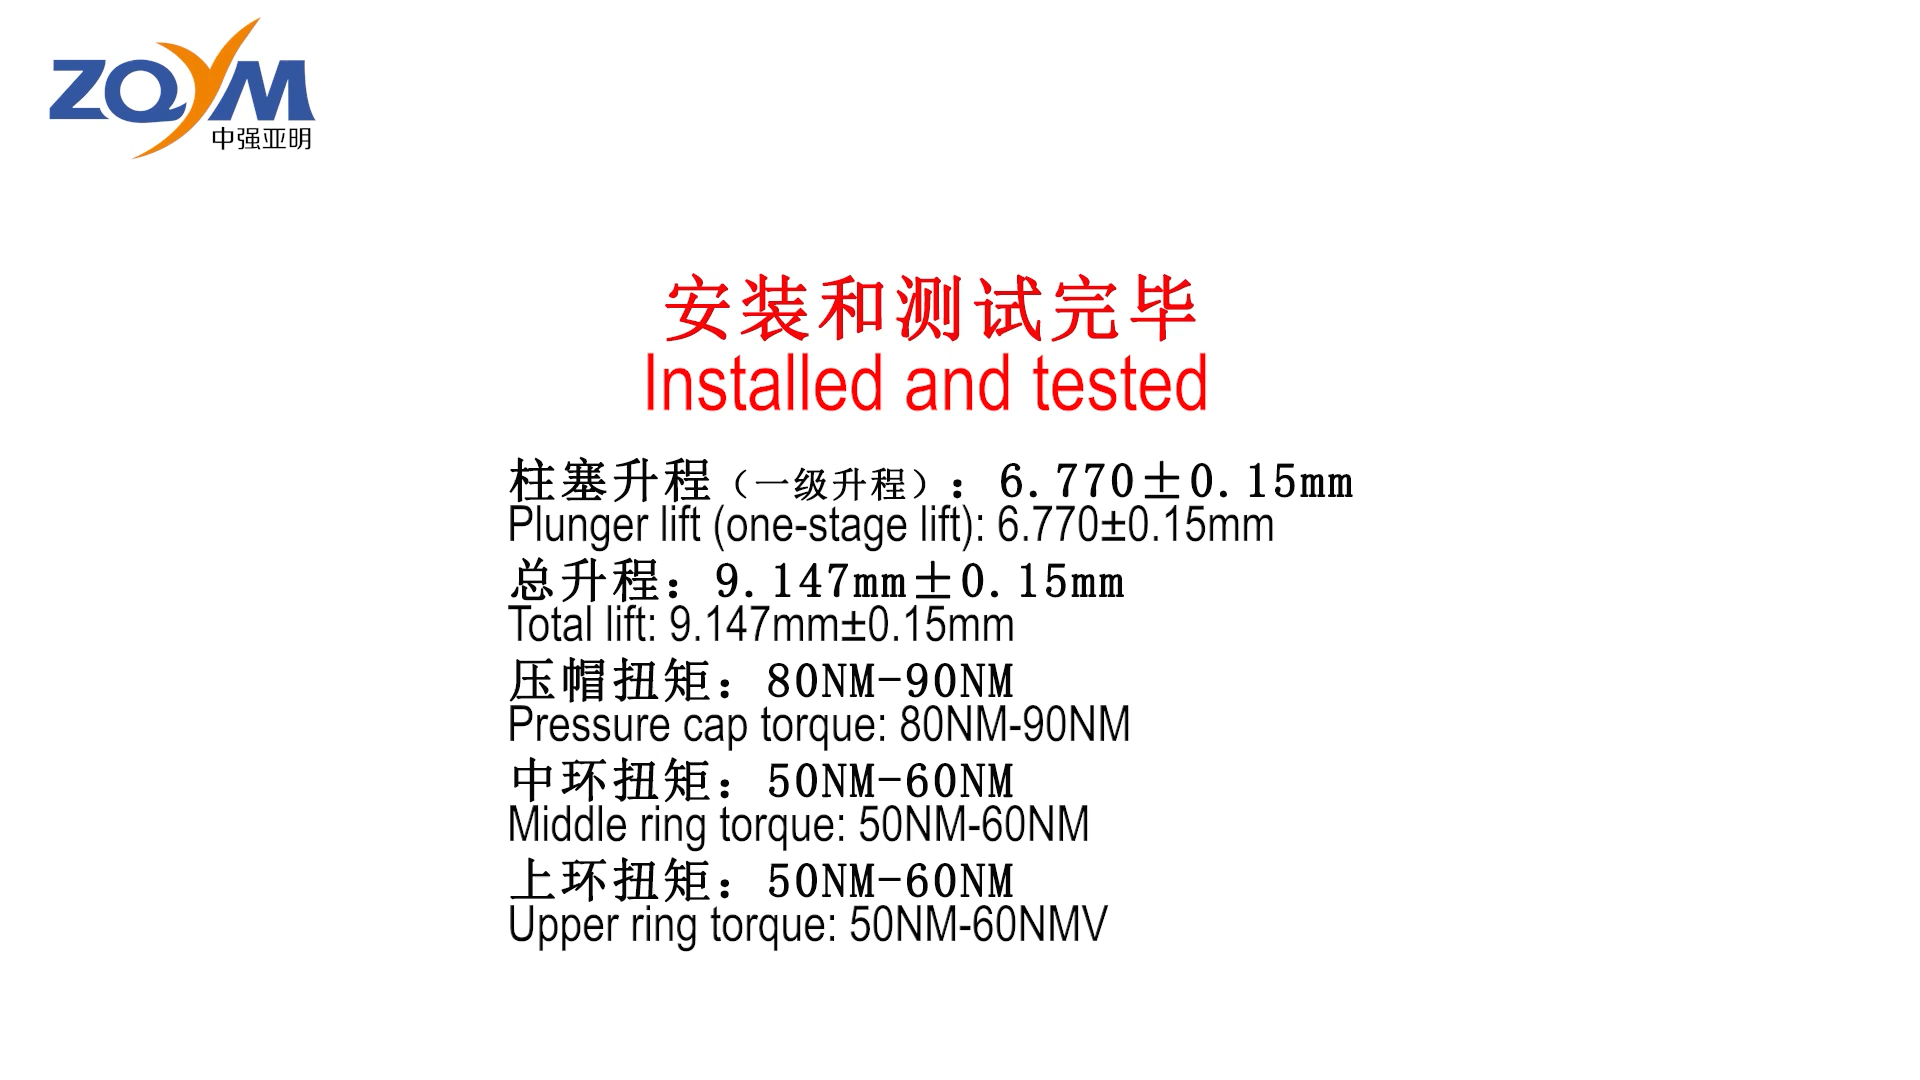 ZQYM
中强亚明
安装和测试完毕
Installed and tested
柱塞升程（一级升程）：6.770±0.15mm
Plunger lift (one-stage lift): 6.770±0.15mm
总升程：9.147mm±0.15mm
Total lift: 9.147mm±0.15mm
压帽扭矩：80NM-90NM
Pressure cap torque: 80NM-90NM
中环扭矩：50NM-60NM
Middle ring torque: 50NM-60NM
上环扭矩：50NM-60NM
Upper ring torque: 50NM-60NMV